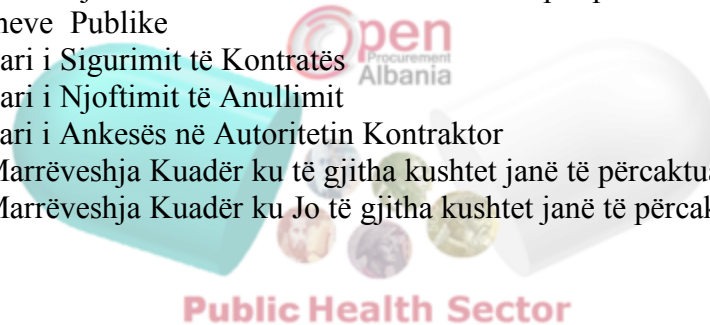 neve Publike
ari i Sigurimit të Kontratës
ari i Njoftimit të Anullimit
ari i Ankesës në Autoritetin Kontraktor
Marrëveshja Kuadër ku të gjitha kushtet janë të përcaktua
Marrëveshja Kuadër ku Jo të gjitha kushtet janë të përcak
Open
Procurement
Albania
Public Health Sector